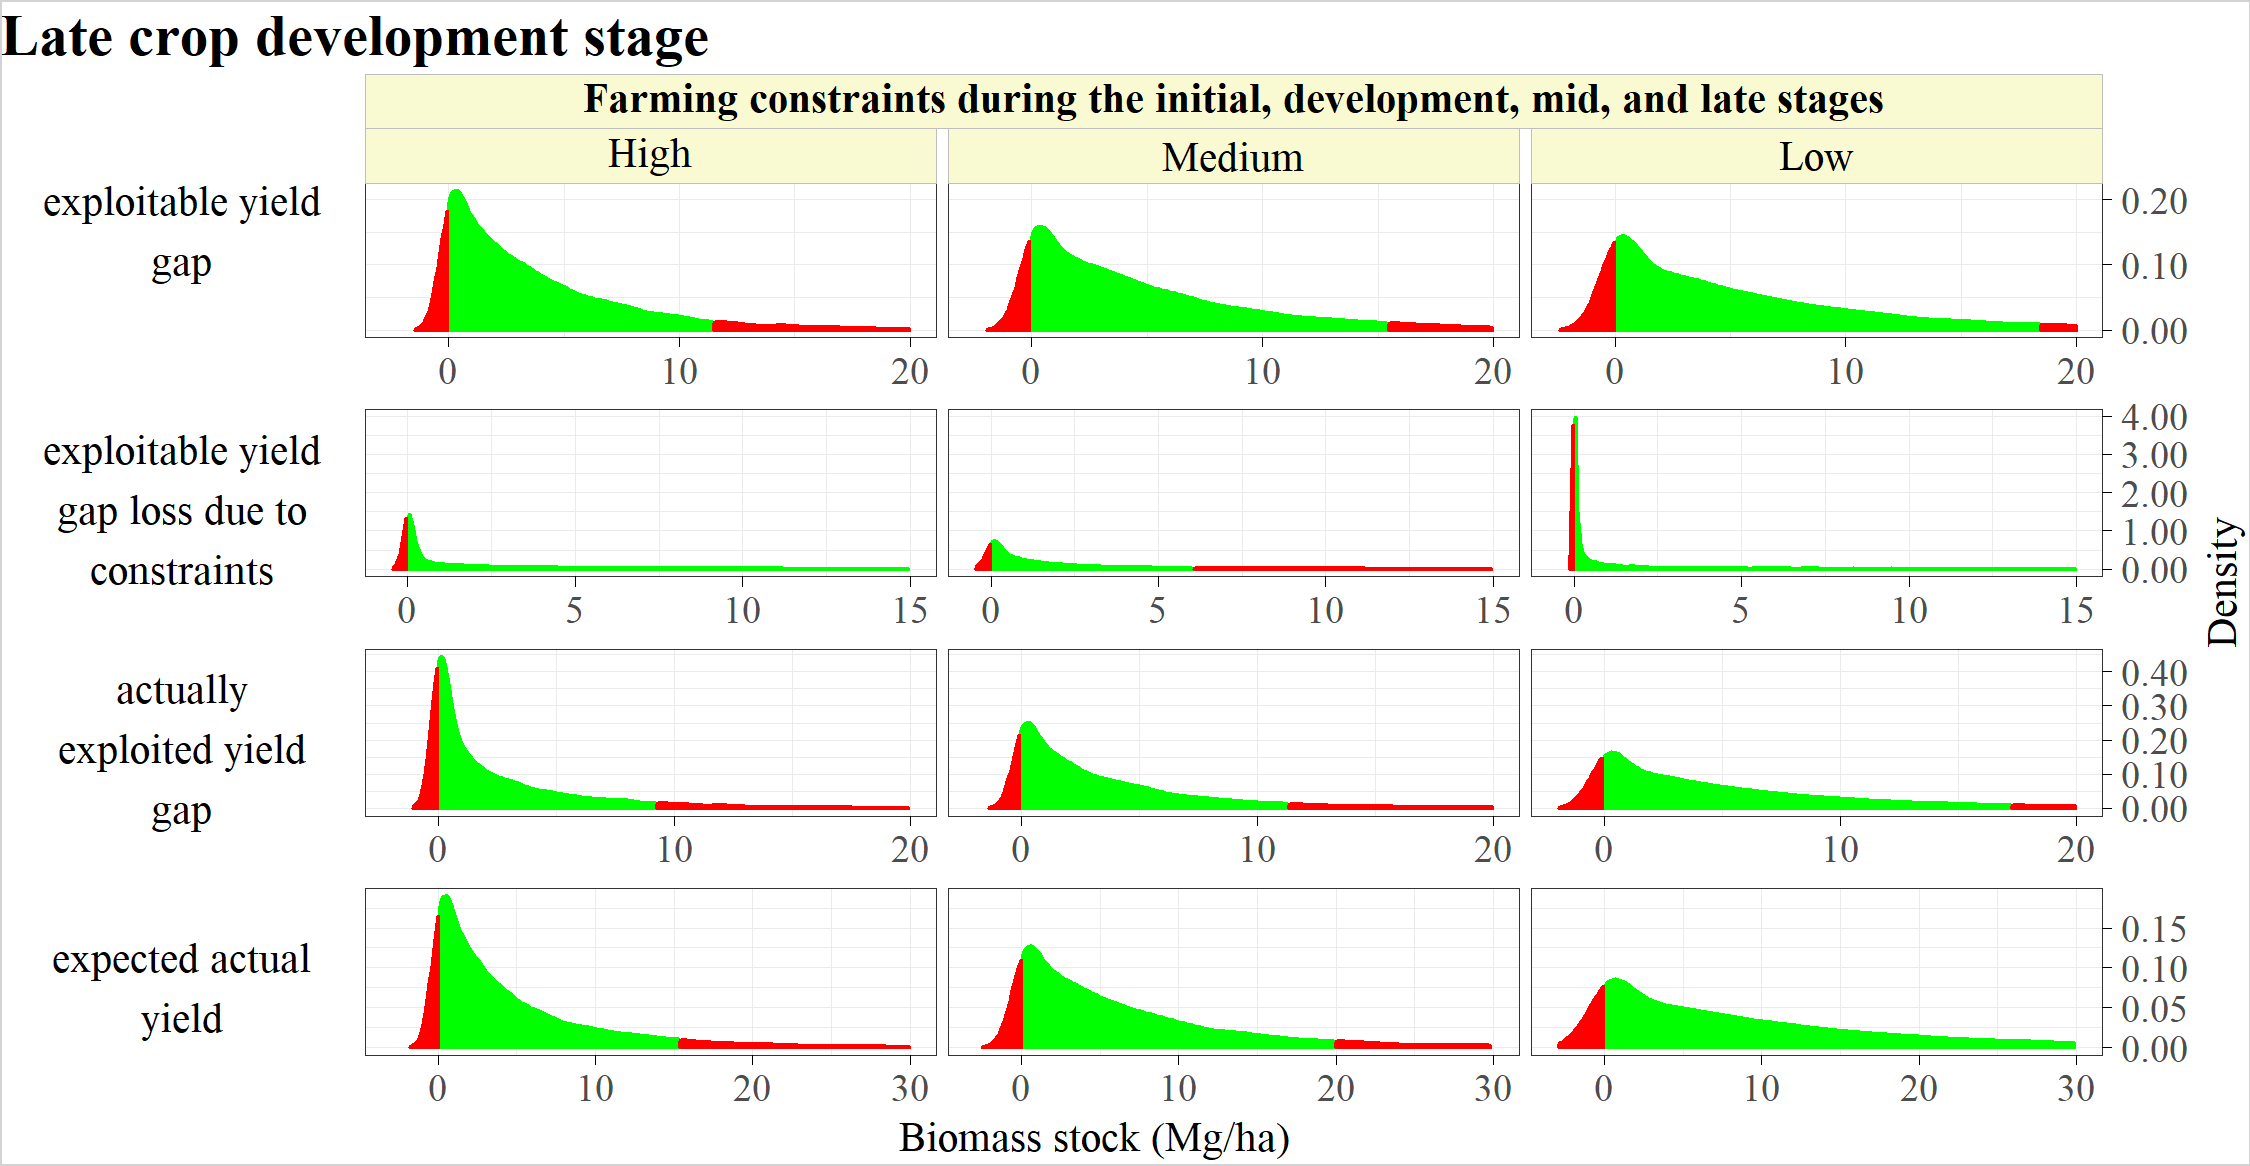 Late crop development stage
Farming constraints during the initial, development, mid, and late stages
High Medium Low
exploitable yield
gap
0.20
0.10
0.00
0 10 20 0 10 20 0 10 20
exploitable yield
gap loss due to
constraints
4.00
3.00
2.00
1.00
0.00
0 5 10 15 0 5 10 15 0 5 10 15
Density
actually
exploited yield
gap
0.40
0.30
0.20
0.10
0.00
0 10 20 0 10 20 0 10 20
expected actual
yield
0.15
0.10
0.05
0.00
0 10 20 30 0 10 20 30 0 10 20 30
Biomass stock (Mg/ha)